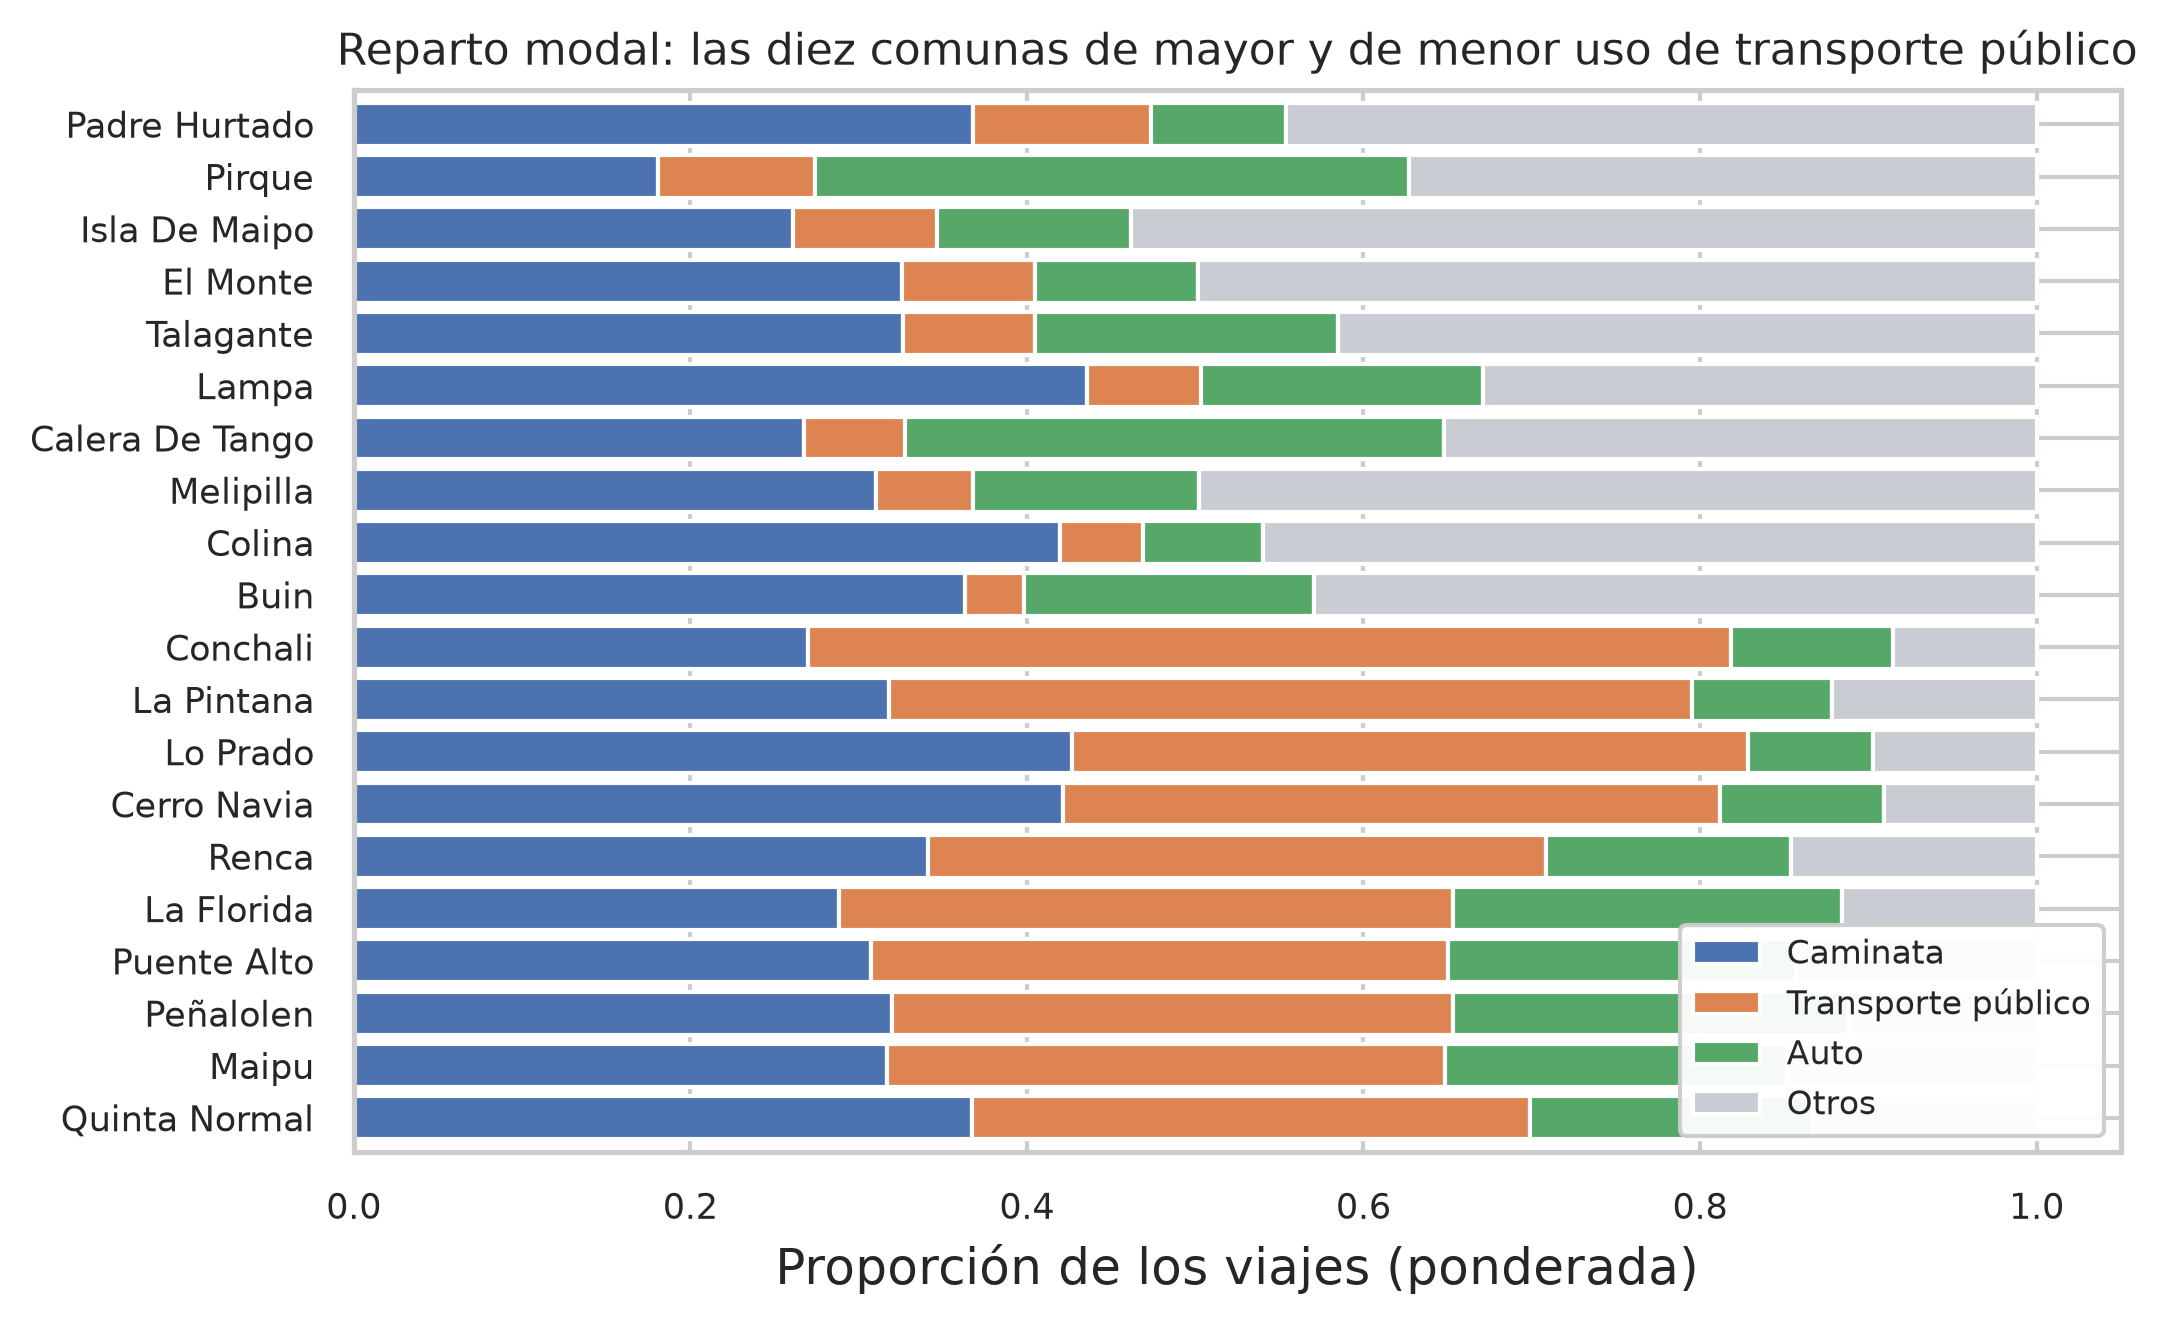 Reparto modal: las diez comunas de mayor y de menor uso de transporte público
Padre Hurtado
Pirque
Isla De Maipo
El Monte
Talagante
Lampa
Calera De Tango
Melipilla
Colina
Buin
Conchali
La Pintana
Lo Prado
Cerro Navia
Renca
La Florida
Puente Alto
Peñalolen
Maipu
Quinta Normal
Caminata
Transporte público
Auto
Otros
0.0 0.2 0.4 0.6 0.8 1.0
Proporción de los viajes (ponderada)